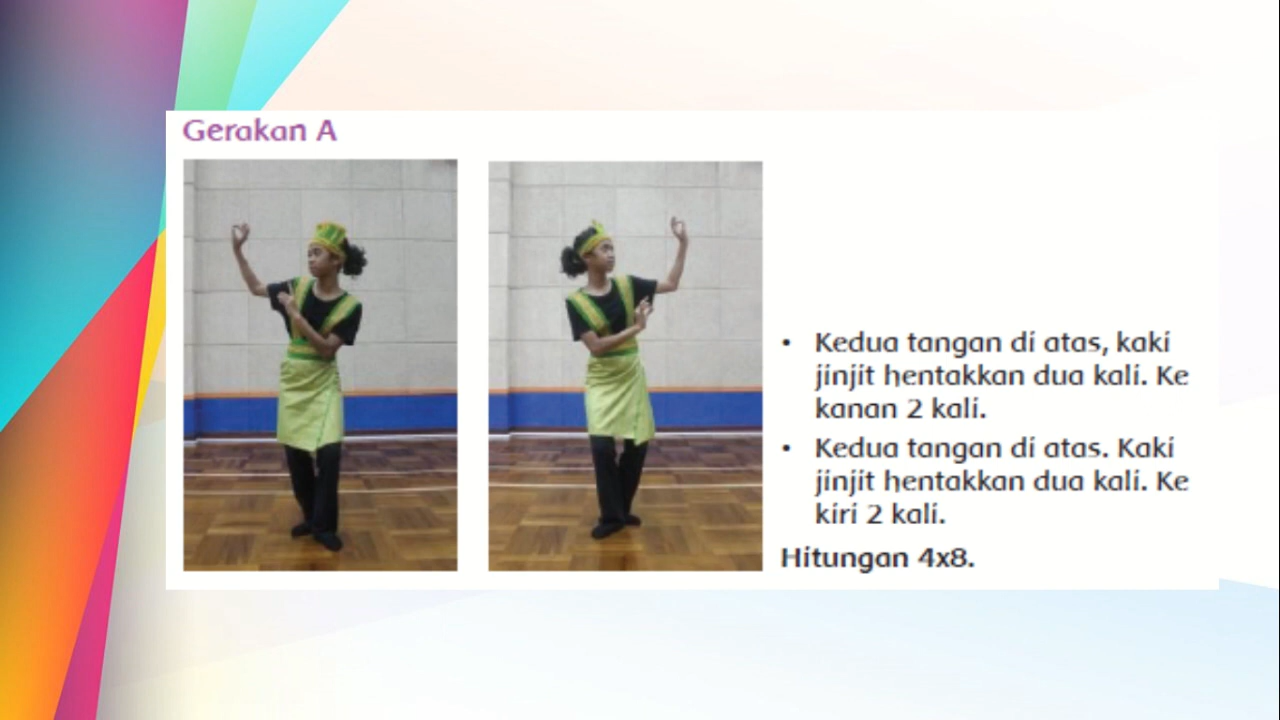 Gerakan A
• Kedua tangan di atas, kaki
jinjit hentakkan dua kali. Ke
kanan 2 kali.
• Kedua tangan di atas. Kaki
jinjit hentakkan dua kali. Ke
kiri 2 kali.
Hitungan 4x8.